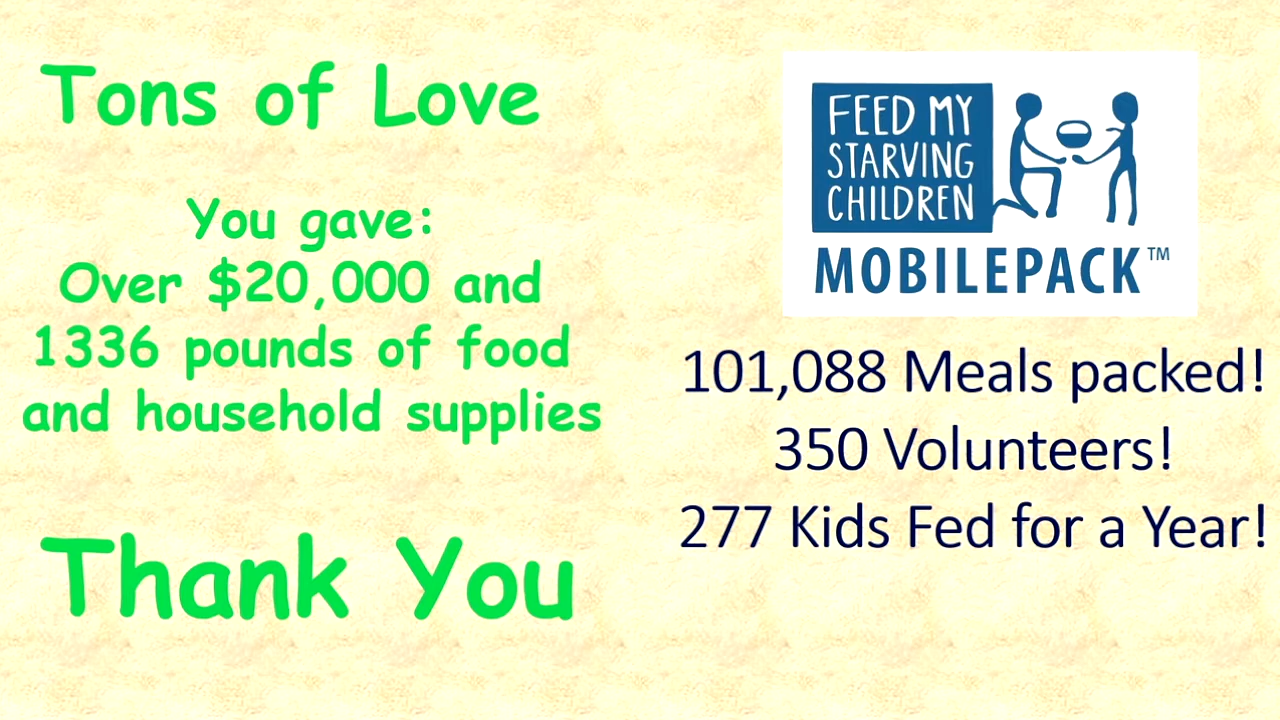 Tons of Love
You gave:
Over $20,000 and
1336 pounds of food
and household supplies
Thank You
FEED MY
STARVING
CHILDREN
MOBILEPACK™
101,088 Meals packed!
350 Volunteers!
277 Kids Fed for a Year!